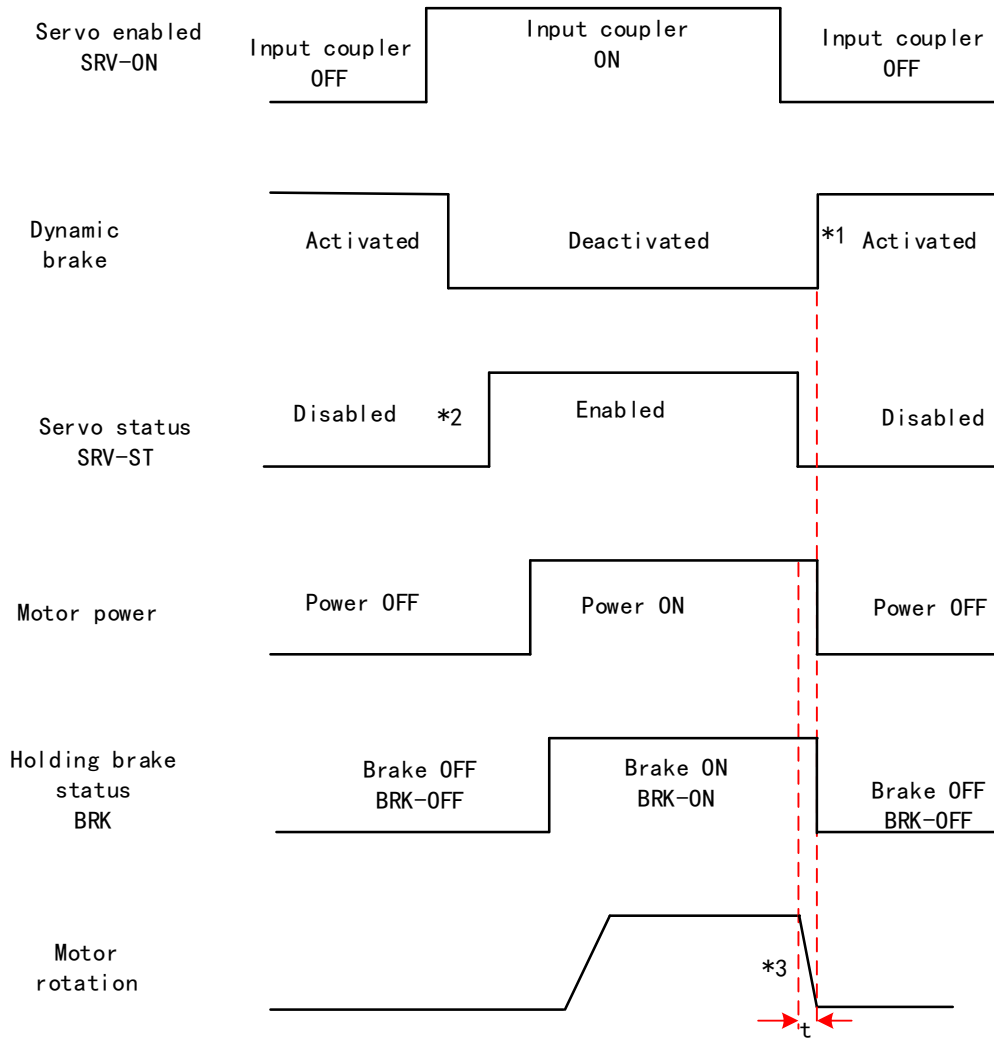 Servo enabled
SRV-ON
Input coupler
OFF
Input coupler
ON
Input coupler
OFF
Dynamic
brake
Activated
Deactivated
*1
Activated
Servo status
SRV-ST
Disabled
*2
Enabled
Disabled
Motor power
Power OFF
Power ON
Power OFF
Holding brake
status
BRK
Brake OFF
BRK-OFF
Brake ON
BRK-ON
Brake OFF
BRK-OFF
Motor
rotation
*3
t